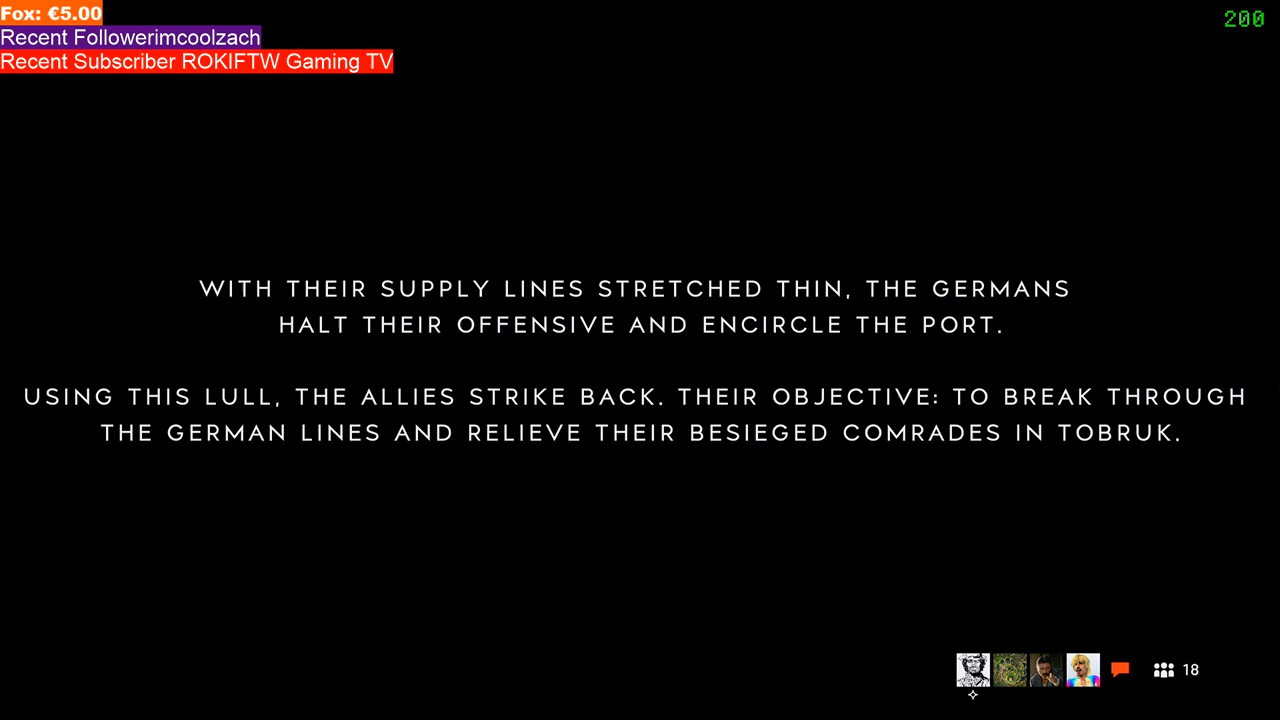 Fox: €5.00
200
Recent Followerimcoolzach
Recent Subscriber ROKIFTW Gaming TV
WITH THEIR SUPPLY LINES STRETCHED THIN, THE GERMANS
HALT THEIR OFFENSIVE AND ENCIRCLE THE PORT.
USING THIS LULL, THE ALLIES STRIKE BACK. THEIR OBJECTIVE: TO BREAK THROUGH
THE GERMAN LINES AND RELIEVE THEIR BESIEGED COMRADES IN TOBRUK.
18